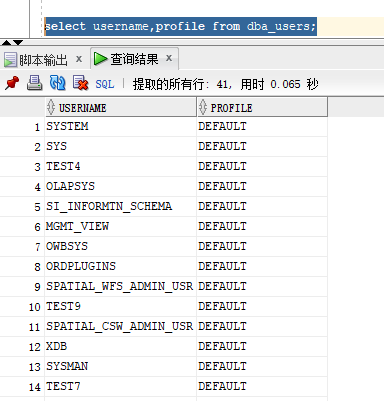 select username,profile from dba_users;
脚本输出 × 查询结果 ×
SQL | 提取的所有行: 41, 用时 0.065 秒
USERNAME PROFILE
1 SYSTEM DEFAULT
2 SYS DEFAULT
3 TEST4 DEFAULT
4 OLAPSYS DEFAULT
5 SI_INFORMTN_SCHEMA DEFAULT
6 MGMT_VIEW DEFAULT
7 OWBSYS DEFAULT
8 ORDPLUGINS DEFAULT
9 SPATIAL_WFS_ADMIN_USR DEFAULT
10 TEST9 DEFAULT
11 SPATIAL_CSW_ADMIN_USR DEFAULT
12 XDB DEFAULT
13 SYSMAN DEFAULT
14 TEST7 DEFAULT